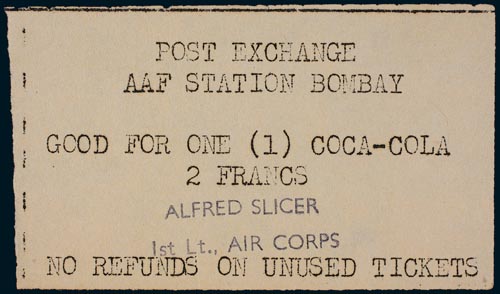 POST EXCHANGE
AAF STATION BOMBAY
GOOD FOR ONE (1) COCA-COLA
2 FRANCS
ALFRED SLICER
1st Lt., AIR CORPS
NO REFUNDS ON UNUSED TICKETS